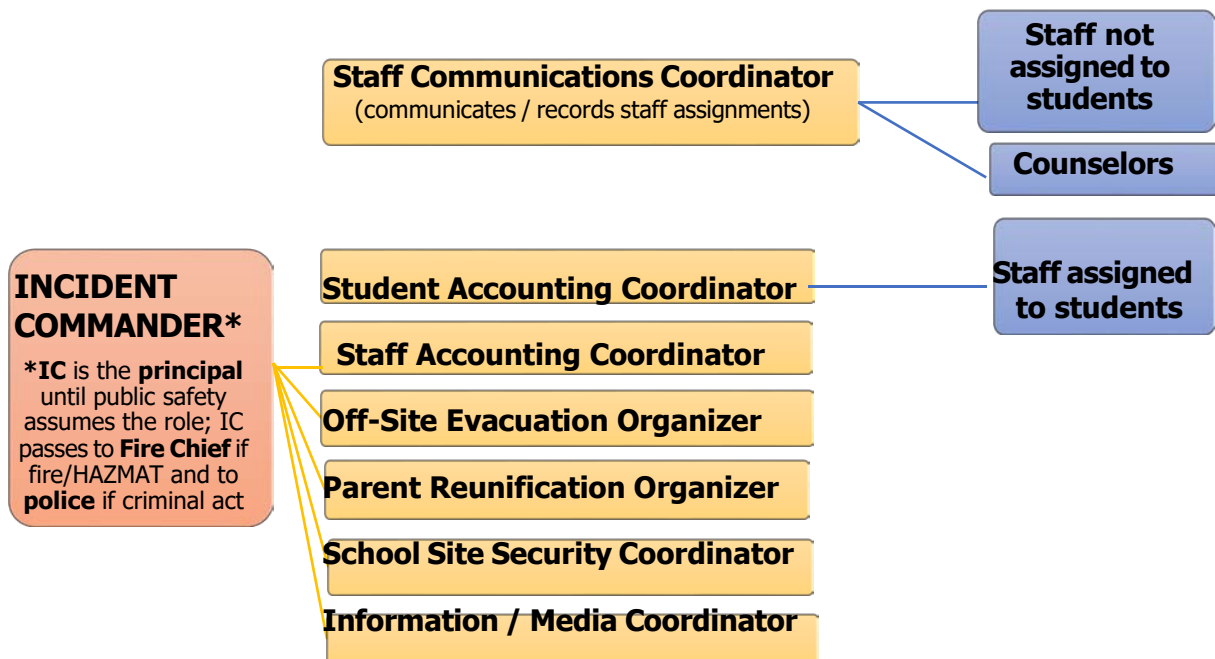 Staff Communications Coordinator
(communicates / records staff assignments)
Staff not
assigned to
students
Counselors
INCIDENT
COMMANDER*
*IC is the principal
until public safety
assumes the role; IC
passes to Fire Chief if
fire/HAZMAT and to
police if criminal act
Student Accounting Coordinator
Staff assigned
to students
Staff Accounting Coordinator
Off-Site Evacuation Organizer
Parent Reunification Organizer
School Site Security Coordinator
Information / Media Coordinator